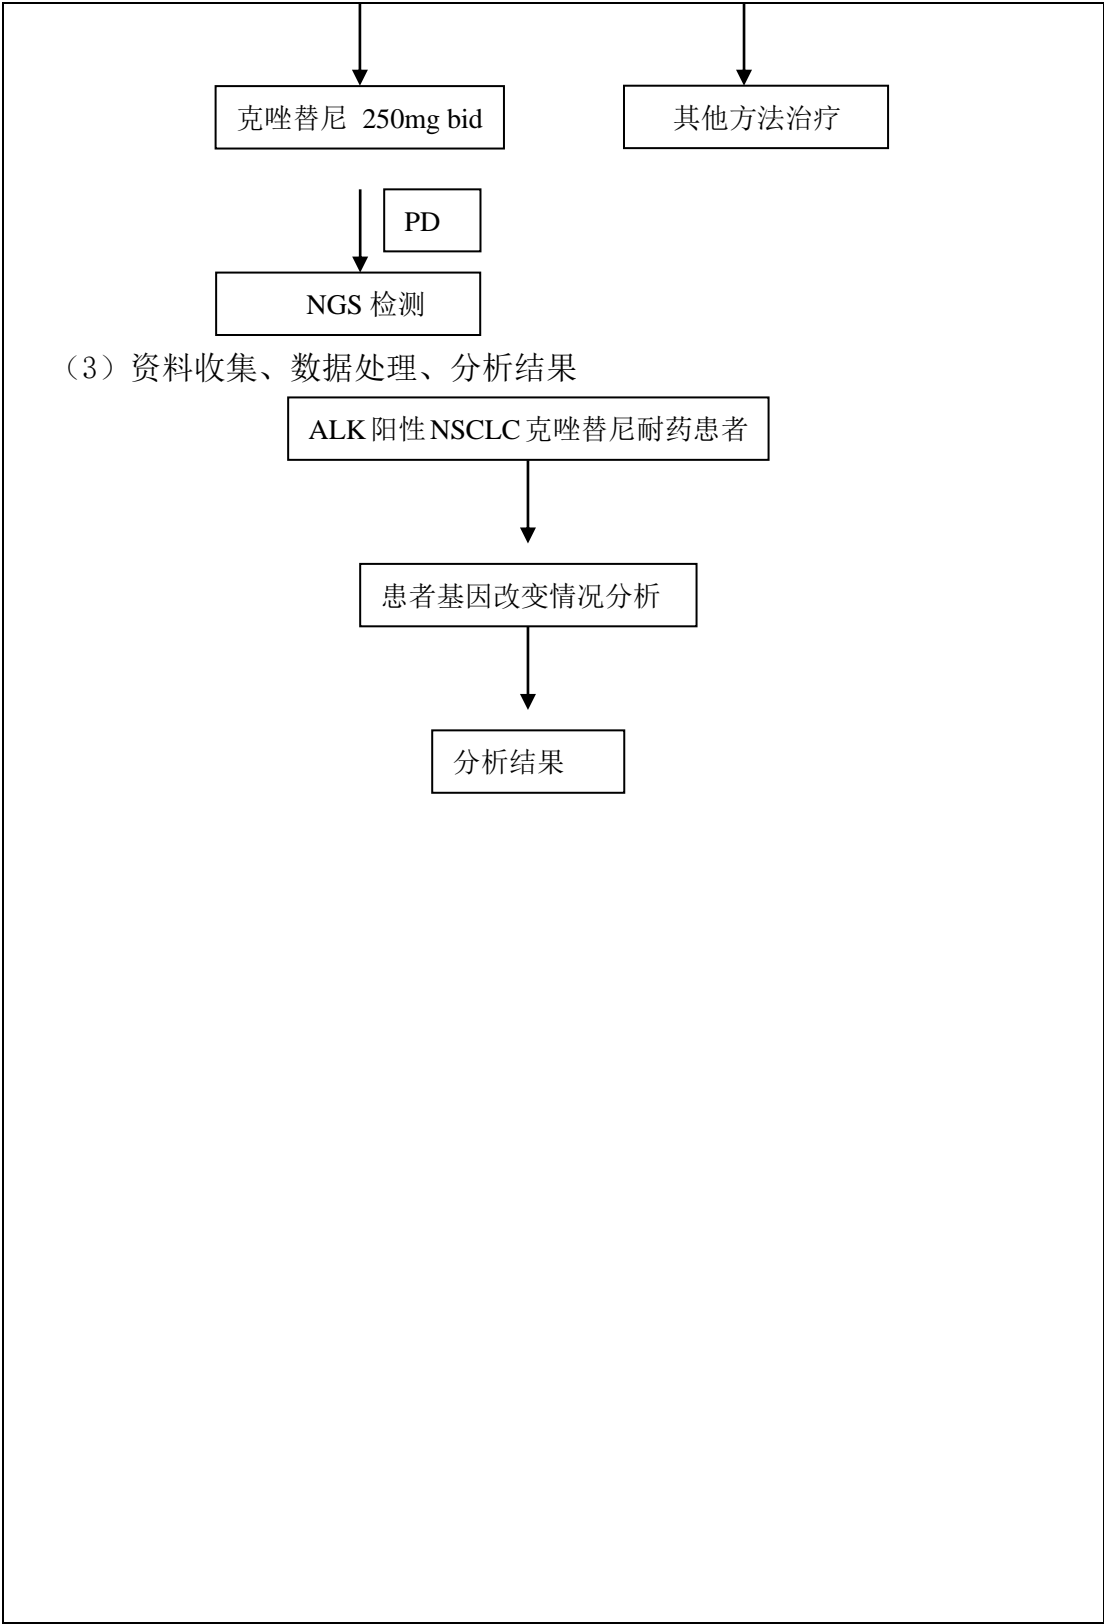 克唑替尼 250mg bid
其他方法治疗
PD
NGS 检测
（3）资料收集、数据处理、分析结果
ALK 阳性 NSCLC 克唑替尼耐药患者
患者基因改变情况分析
分析结果